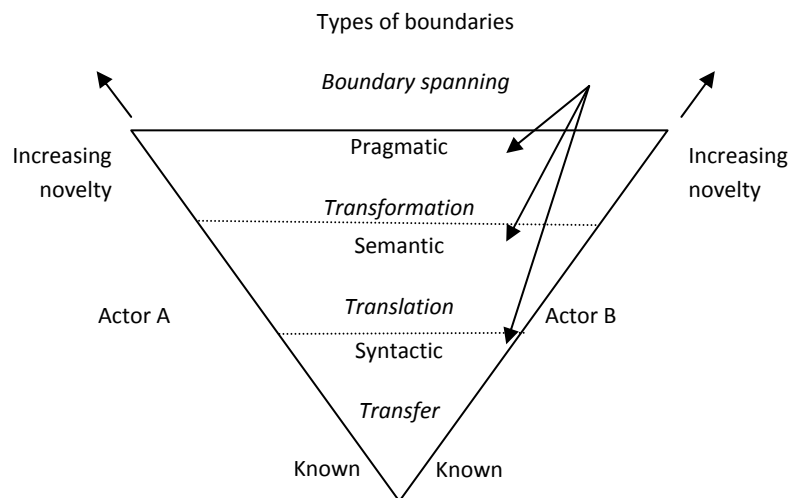 Types of boundaries
Boundary spanning
Increasing
novelty
Pragmatic
Increasing
novelty
Transformation
Semantic
Actor A
Translation
Actor B
Syntactic
Transfer
Known
Known